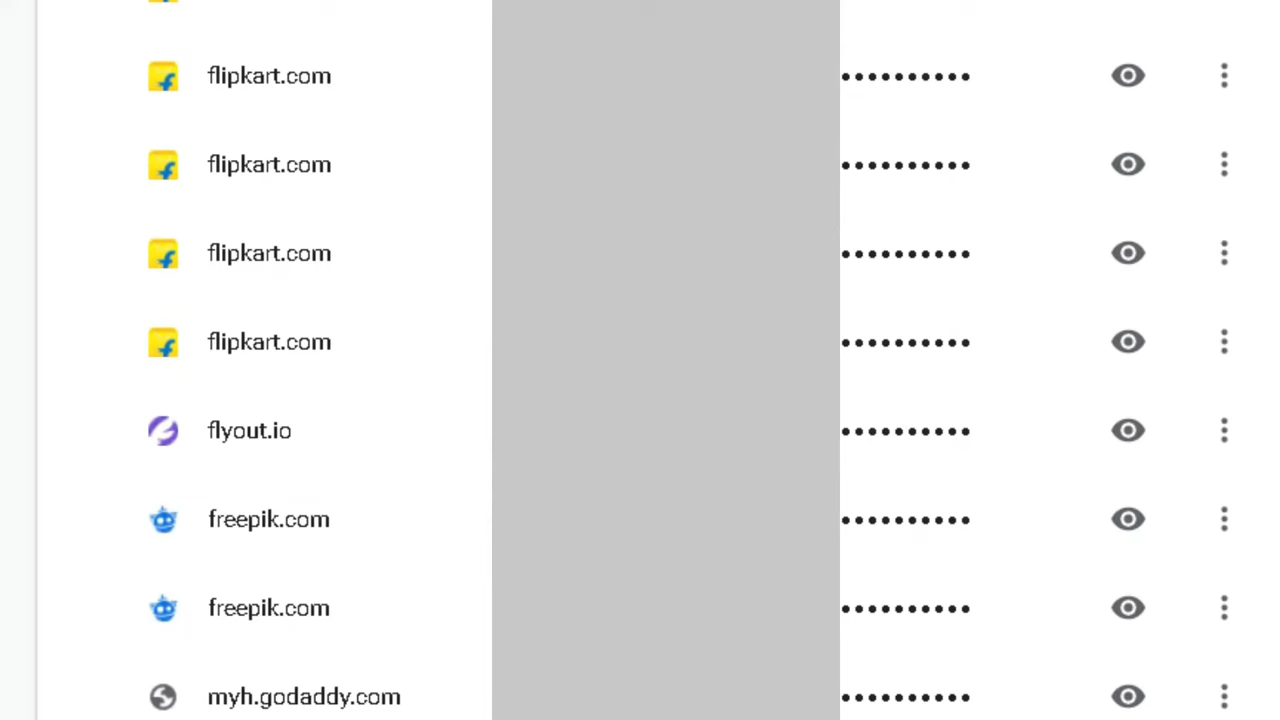 flipkart.com ••••••••••
flipkart.com ••••••••••
flipkart.com ••••••••••
flipkart.com ••••••••••
flyout.io ••••••••••
freepik.com ••••••••••
freepik.com ••••••••••
myh.godaddy.com ••••••••••